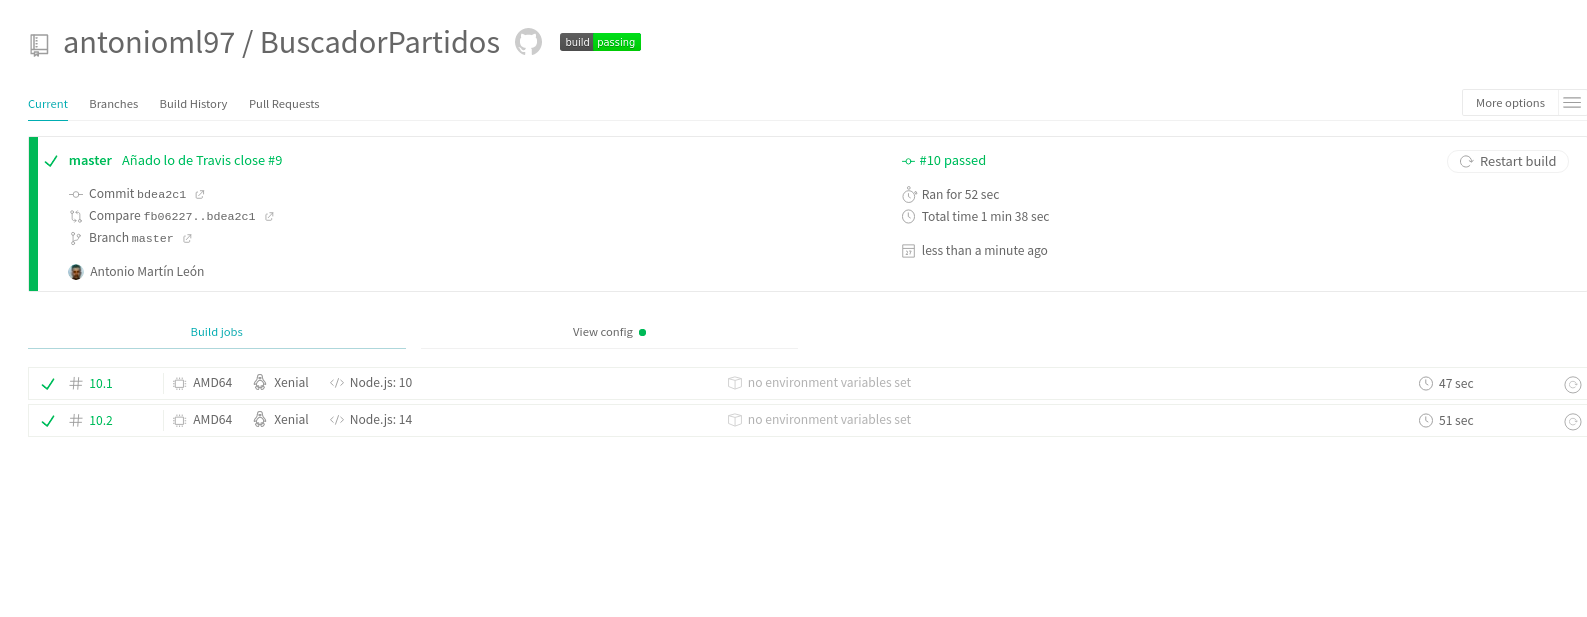 antonioml97 / BuscadorPartidos build passing
Current Branches Build History Pull Requests More options
master Añado lo de Travis close #9 #10 passed Restart build
Commit bdea2c1 Ran for 52 sec
Compare fb06227..bdea2c1 Total time 1 min 38 sec
Branch master
less than a minute ago
Antonio Martín León
Build jobs View config
# 10.1 AMD64 Xenial </> Node.js: 10 no environment variables set 47 sec
# 10.2 AMD64 Xenial </> Node.js: 14 no environment variables set 51 sec